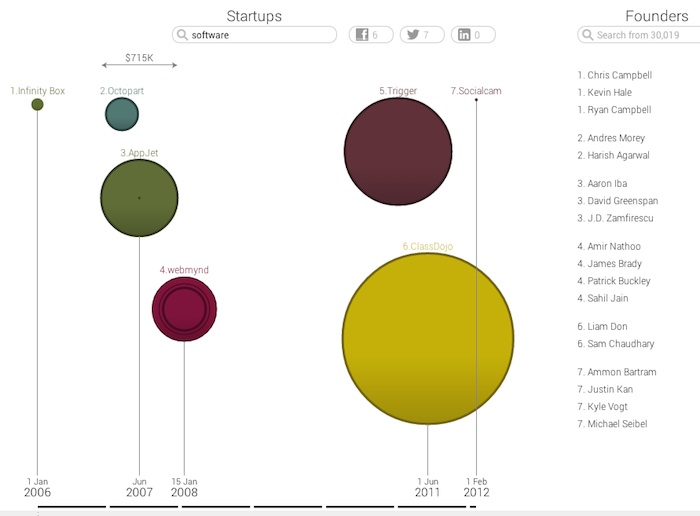 Startups
Founders
software
6
7
0
Search from 30,019
$715K
1.Infinity Box
2.Octopart
5.Trigger
7.Socialcam
3.AppJet
6.ClassDojo
4.webmynd
1. Chris Campbell
1. Kevin Hale
1. Ryan Campbell
2. Andres Morey
2. Harish Agarwal
3. Aaron Iba
3. David Greenspan
3. J.D. Zamfirescu
4. Amir Nathoo
4. James Brady
4. Patrick Buckley
4. Sahil Jain
6. Liam Don
6. Sam Chaudhary
7. Ammon Bartram
7. Justin Kan
7. Kyle Vogt
7. Michael Seibel
1 Jan
2006
Jun
2007
15 Jan
2008
1 Jun
2011
1 Feb
2012